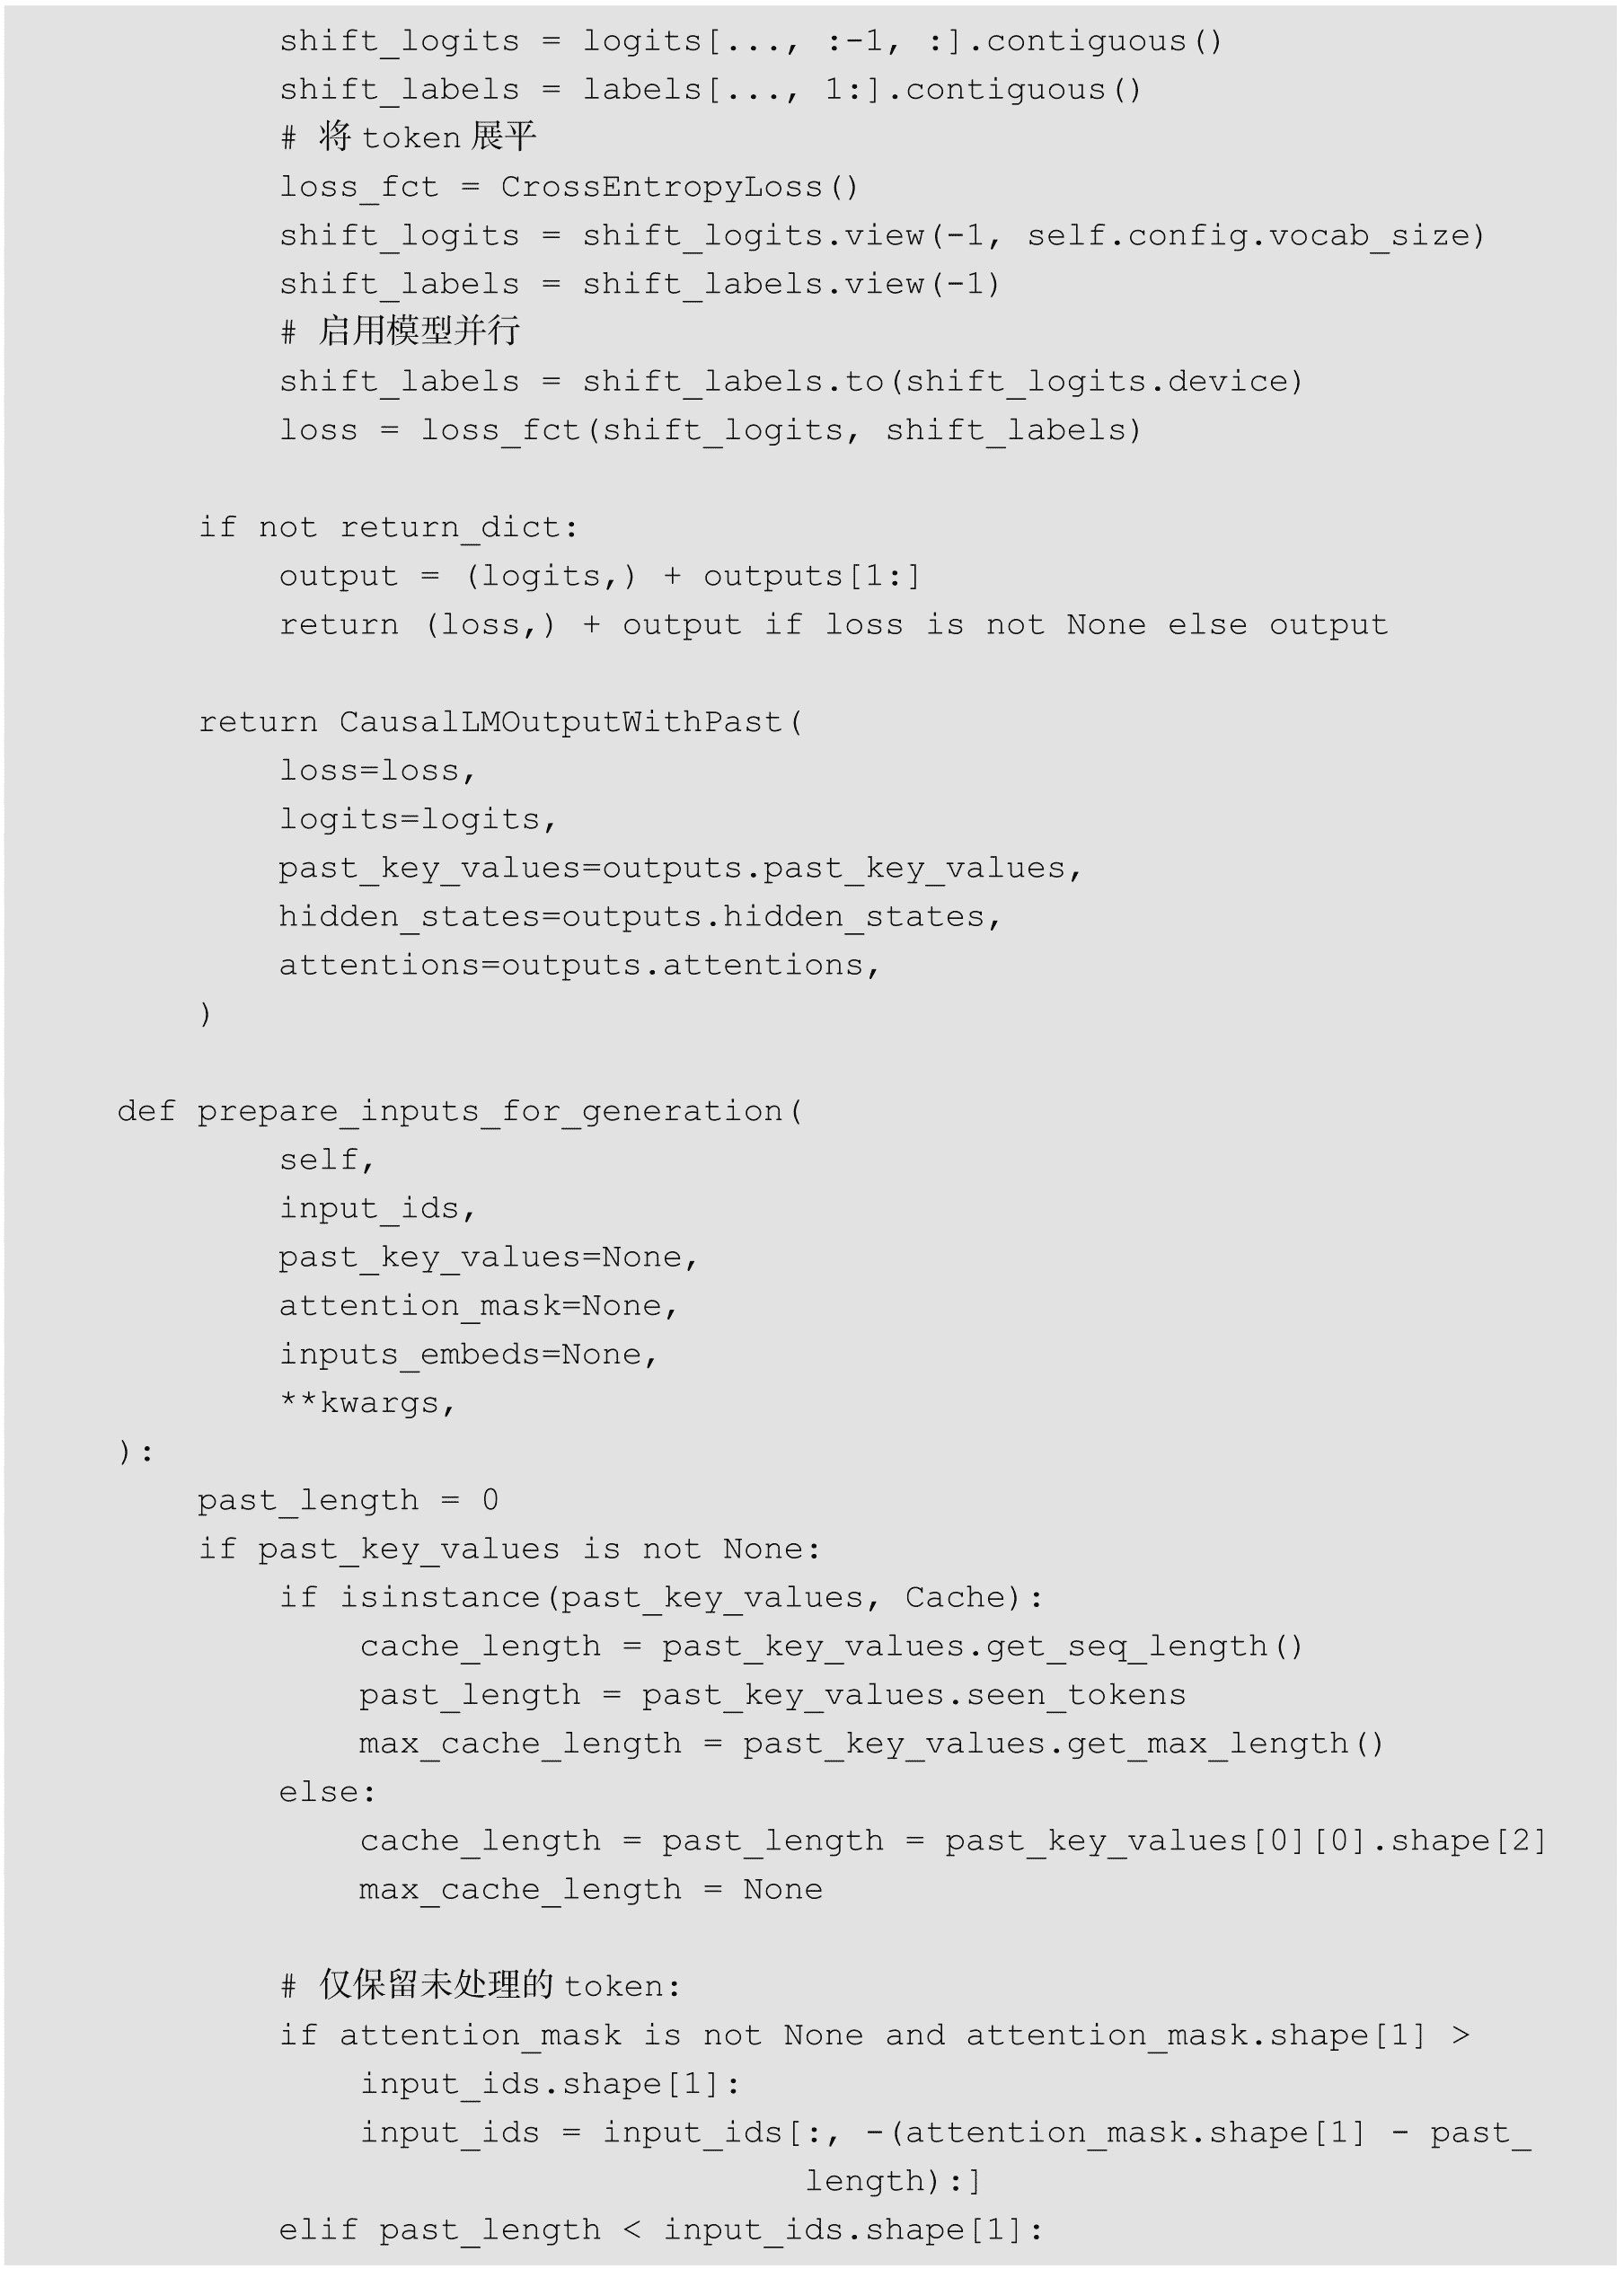 shift_logits = logits[..., :-1, :].contiguous()
shift_labels = labels[..., 1:].contiguous()
# 将 token 展平
loss_fct = CrossEntropyLoss()
shift_logits = shift_logits.view(-1, self.config.vocab_size)
shift_labels = shift_labels.view(-1)
# 启用模型并行
shift_labels = shift_labels.to(shift_logits.device)
loss = loss_fct(shift_logits, shift_labels)
if not return_dict:
output = (logits,) + outputs[1:]
return (loss,) + output if loss is not None else output
return CausalLMOutputWithPast(
loss=loss,
logits=logits,
past_key_values=outputs.past_key_values,
hidden_states=outputs.hidden_states,
attentions=outputs.attentions,
)
def prepare_inputs_for_generation(
self,
input_ids,
past_key_values=None,
attention_mask=None,
inputs_embeds=None,
**kwargs,
):
past_length = 0
if past_key_values is not None:
if isinstance(past_key_values, Cache):
cache_length = past_key_values.get_seq_length()
past_length = past_key_values.seen_tokens
max_cache_length = past_key_values.get_max_length()
else:
cache_length = past_length = past_key_values[0][0].shape[2]
max_cache_length = None
# 仅保留未处理的 token:
if attention_mask is not None and attention_mask.shape[1] >
input_ids.shape[1]:
input_ids = input_ids[:, -(attention_mask.shape[1] - past_
length):]
elif past_length < input_ids.shape[1]: